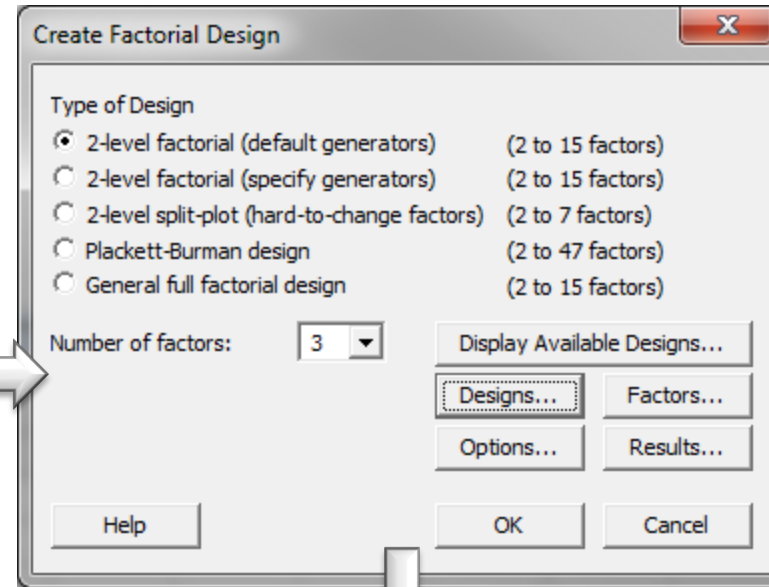 Create Factorial Design
Type of Design
2-level factorial (default generators) (2 to 15 factors)
2-level factorial (specify generators) (2 to 15 factors)
2-level split-plot (hard-to-change factors) (2 to 7 factors)
Plackett-Burman design (2 to 47 factors)
General full factorial design (2 to 15 factors)
Number of factors: 3 Display Available Designs...
Designs... Factors...
Options... Results...
Help OK Cancel